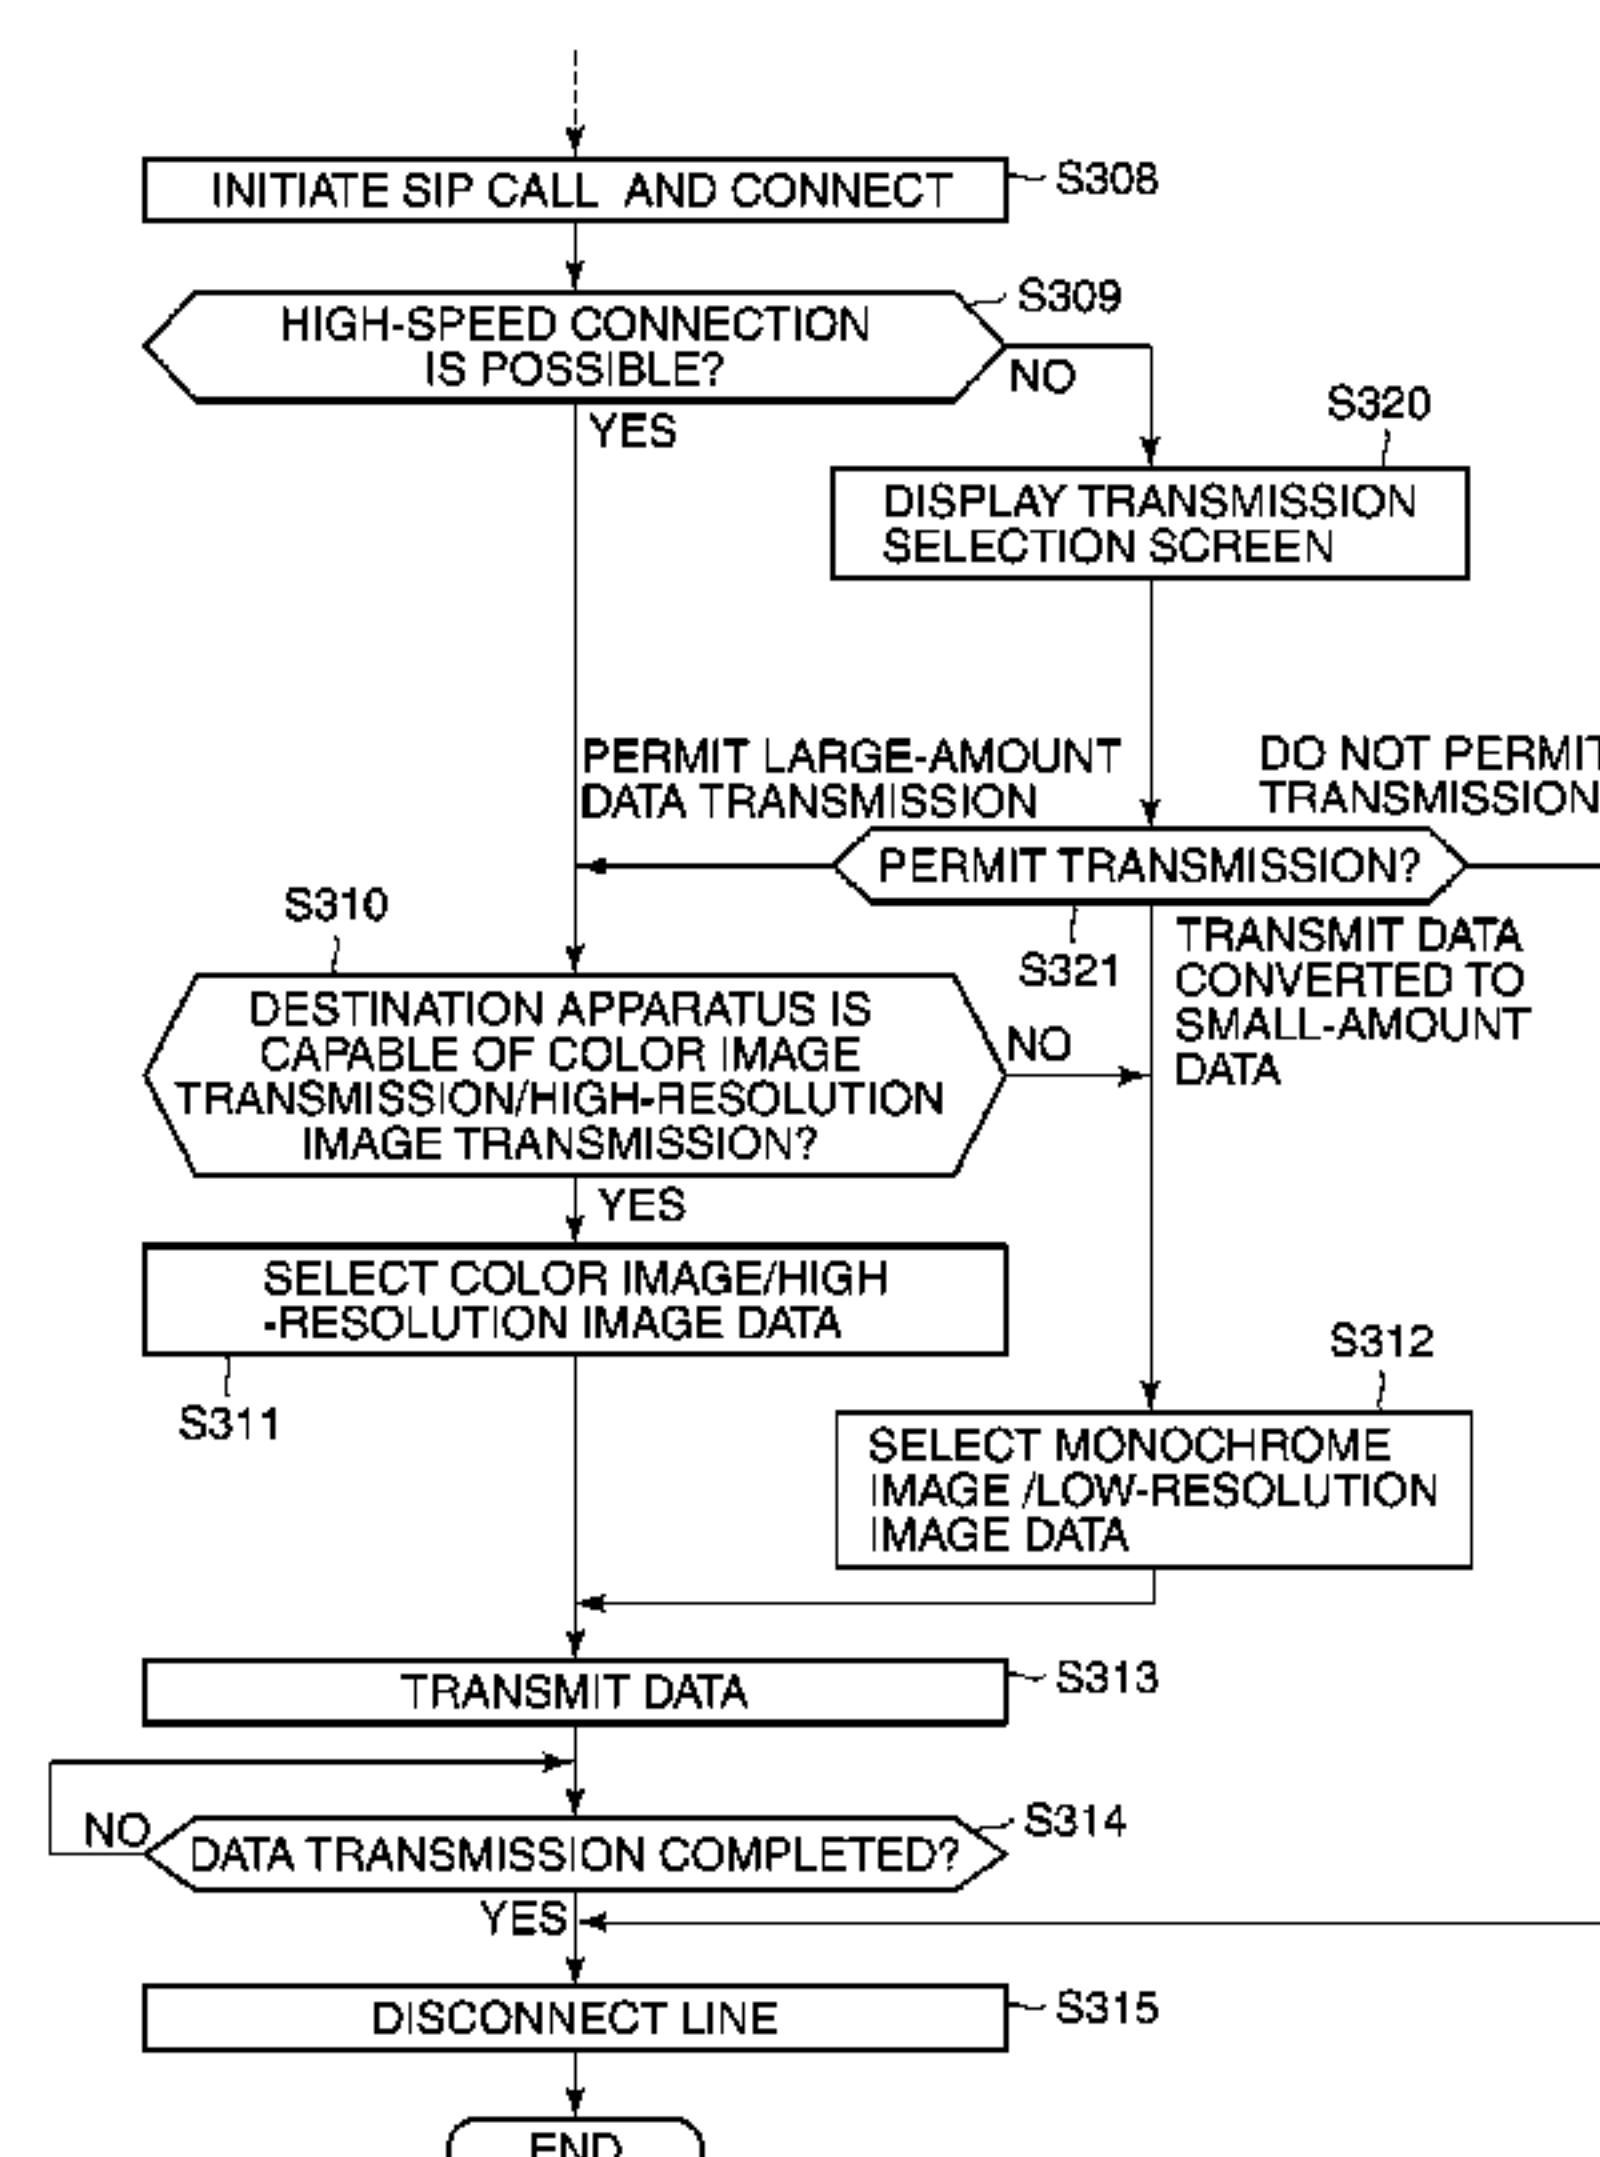 INITIATE SIP CALL AND CONNECT
S308
HIGH-SPEED CONNECTION
IS POSSIBLE?
S309
NO
YES
S320
DISPLAY TRANSMISSION
SELECTION SCREEN
PERMIT LARGE-AMOUNT
DATA TRANSMISSION
DO NOT PERMIT
TRANSMISSION
PERMIT TRANSMISSION?
S321
TRANSMIT DATA
CONVERTED TO
SMALL-AMOUNT
DATA
S310
DESTINATION APPARATUS IS
CAPABLE OF COLOR IMAGE
TRANSMISSION/HIGH-RESOLUTION
IMAGE TRANSMISSION?
NO
YES
SELECT COLOR IMAGE/HIGH
-RESOLUTION IMAGE DATA
S311
S312
SELECT MONOCHROME
IMAGE /LOW-RESOLUTION
IMAGE DATA
TRANSMIT DATA
S313
NO
DATA TRANSMISSION COMPLETED?
S314
YES
DISCONNECT LINE
S315
END